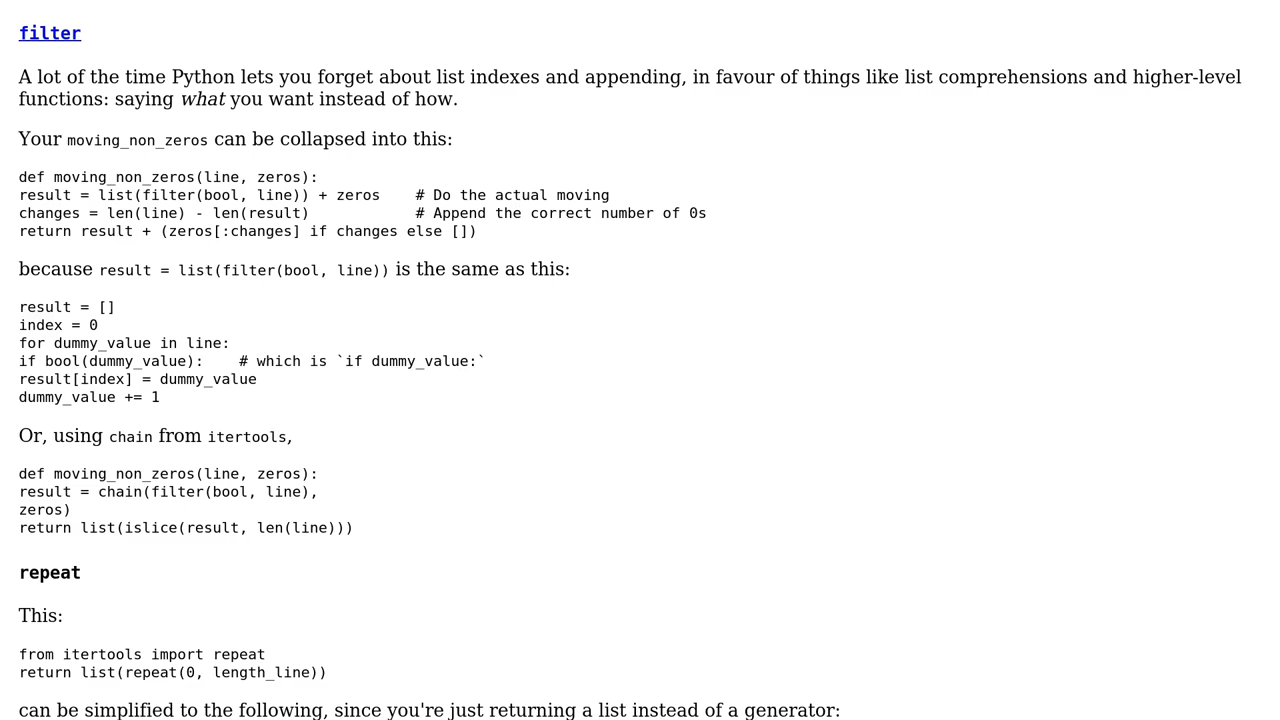 filter
A lot of the time Python lets you forget about list indexes and appending, in favour of things like list comprehensions and higher-level
functions: saying what you want instead of how.
Your moving_non_zeros can be collapsed into this:
def moving_non_zeros(line, zeros):
result = list(filter(bool, line)) + zeros    # Do the actual moving
changes = len(line) - len(result)            # Append the correct number of 0s
return result + (zeros[:changes] if changes else [])
because result = list(filter(bool, line)) is the same as this:
result = []
index = 0
for dummy_value in line:
if bool(dummy_value):    # which is `if dummy_value:`
result[index] = dummy_value
dummy_value += 1
Or, using chain from itertools,
def moving_non_zeros(line, zeros):
result = chain(filter(bool, line),
zeros)
return list(islice(result, len(line)))
repeat
This:
from itertools import repeat
return list(repeat(0, length_line))
can be simplified to the following, since you're just returning a list instead of a generator: